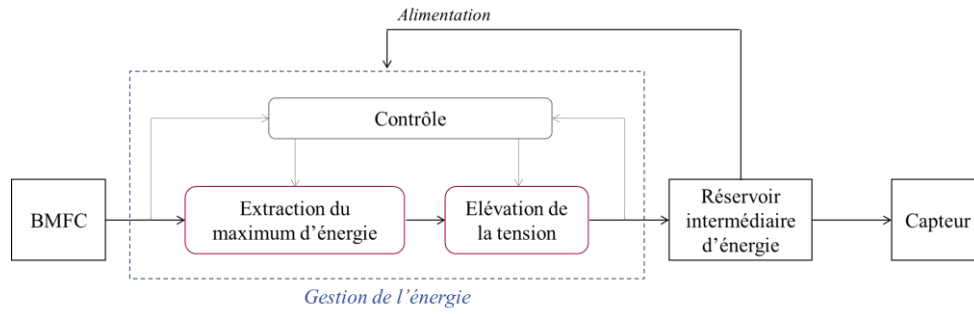 Alimentation
Contrôle
BMFC
Extraction du
maximum d'énergie
Elévation de
la tension
Réservoir
intermédiaire
d'énergie
Capteur
Gestion de l'énergie